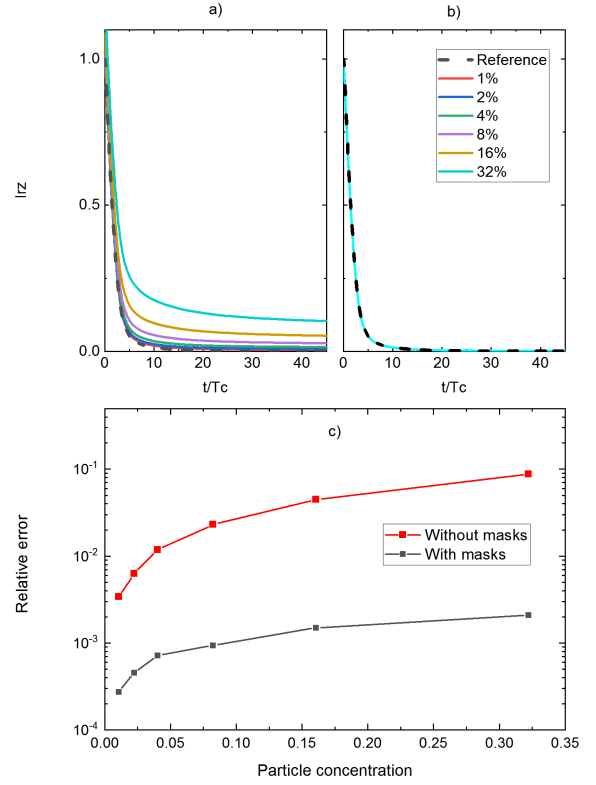 a)
b)
1.0
0.5
0.0
Irz
0 10 20 30 40
t/Tc
0 10 20 30 40
t/Tc
Reference
1%
2%
4%
8%
16%
32%
c)
10^-1
10^-2
10^-3
10^-4
Relative error
Without masks
With masks
0.00 0.05 0.10 0.15 0.20 0.25 0.30 0.35
Particle concentration